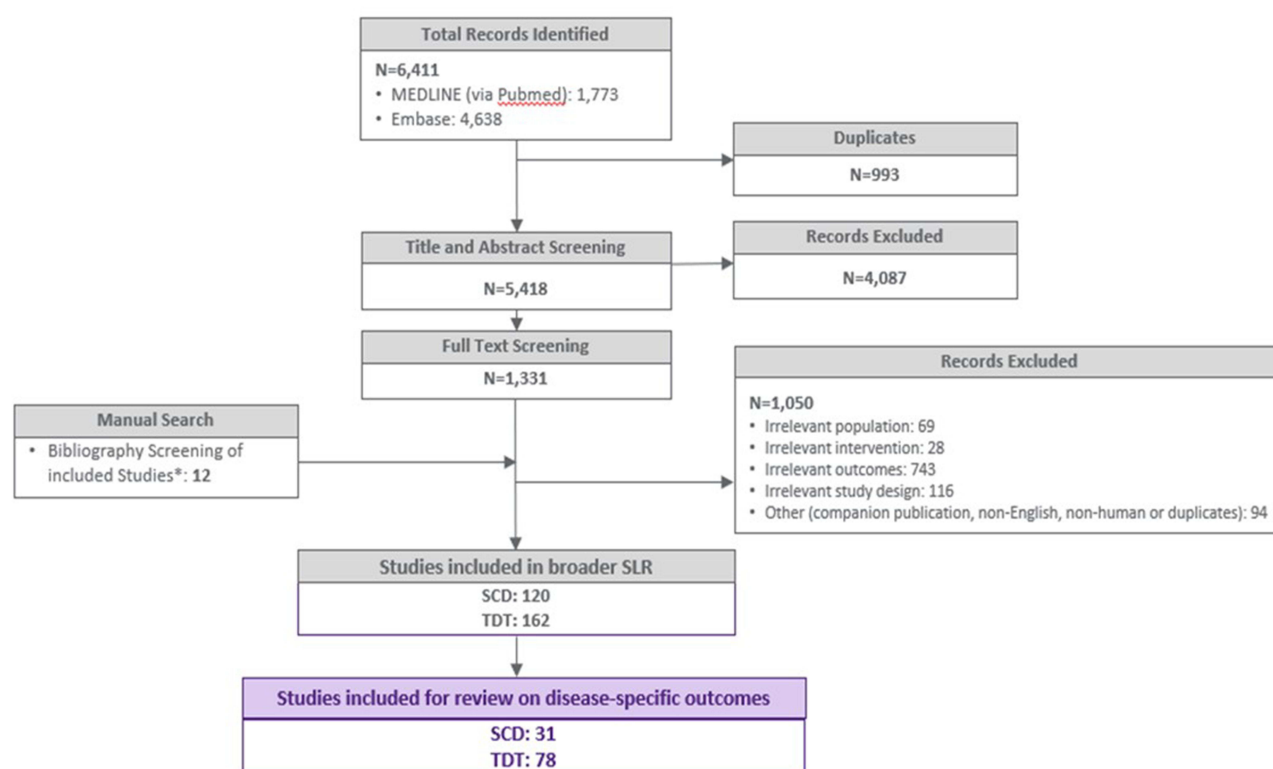 Total Records Identified
N=6,411
• MEDLINE (via Pubmed): 1,773
• Embase: 4,638
Duplicates
N=993
Title and Abstract Screening
N=5,418
Records Excluded
N=4,087
Full Text Screening
N=1,331
Records Excluded
N=1,050
• Irrelevant population: 69
• Irrelevant intervention: 28
• Irrelevant outcomes: 743
• Irrelevant study design: 116
• Other (companion publication, non-English, non-human or duplicates): 94
Manual Search
• Bibliography Screening of
included Studies*: 12
Studies included in broader SLR
SCD: 120
TDT: 162
Studies included for review on disease-specific outcomes
SCD: 31
TDT: 78